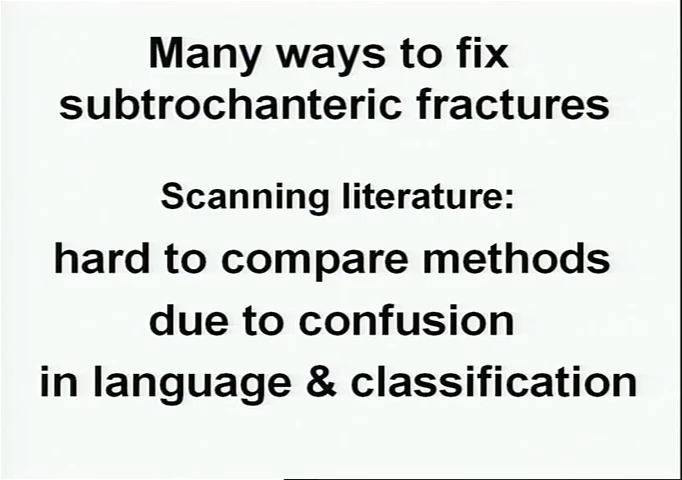 Many ways to fix
subtrochanteric fractures
Scanning literature:
hard to compare methods
due to confusion
in language & classification